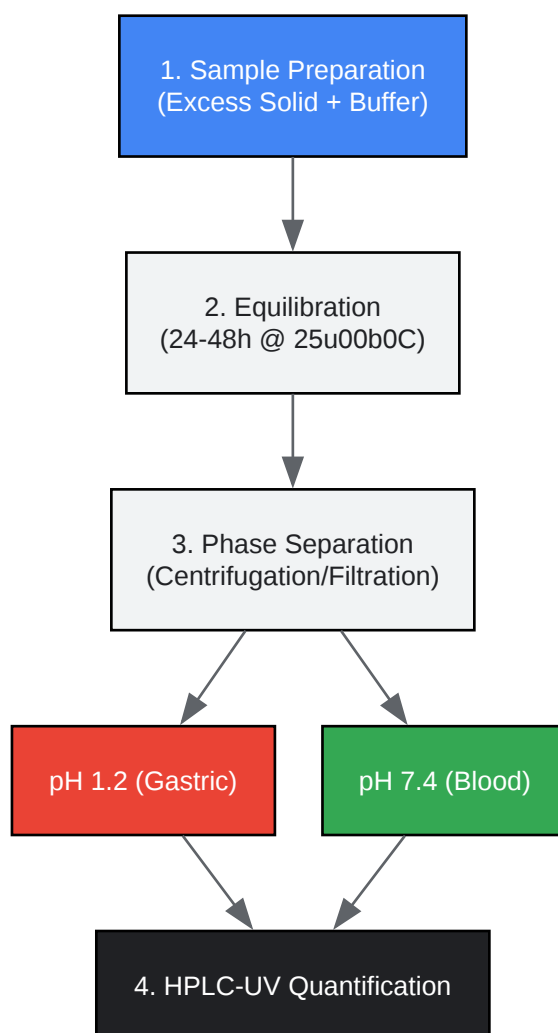 1. Sample Preparation
(Excess Solid + Buffer)
2. Equilibration
(24-48h @ 25u00b0C)
3. Phase Separation
(Centrifugation/Filtration)
pH 1.2 (Gastric)
pH 7.4 (Blood)
4. HPLC-UV Quantification